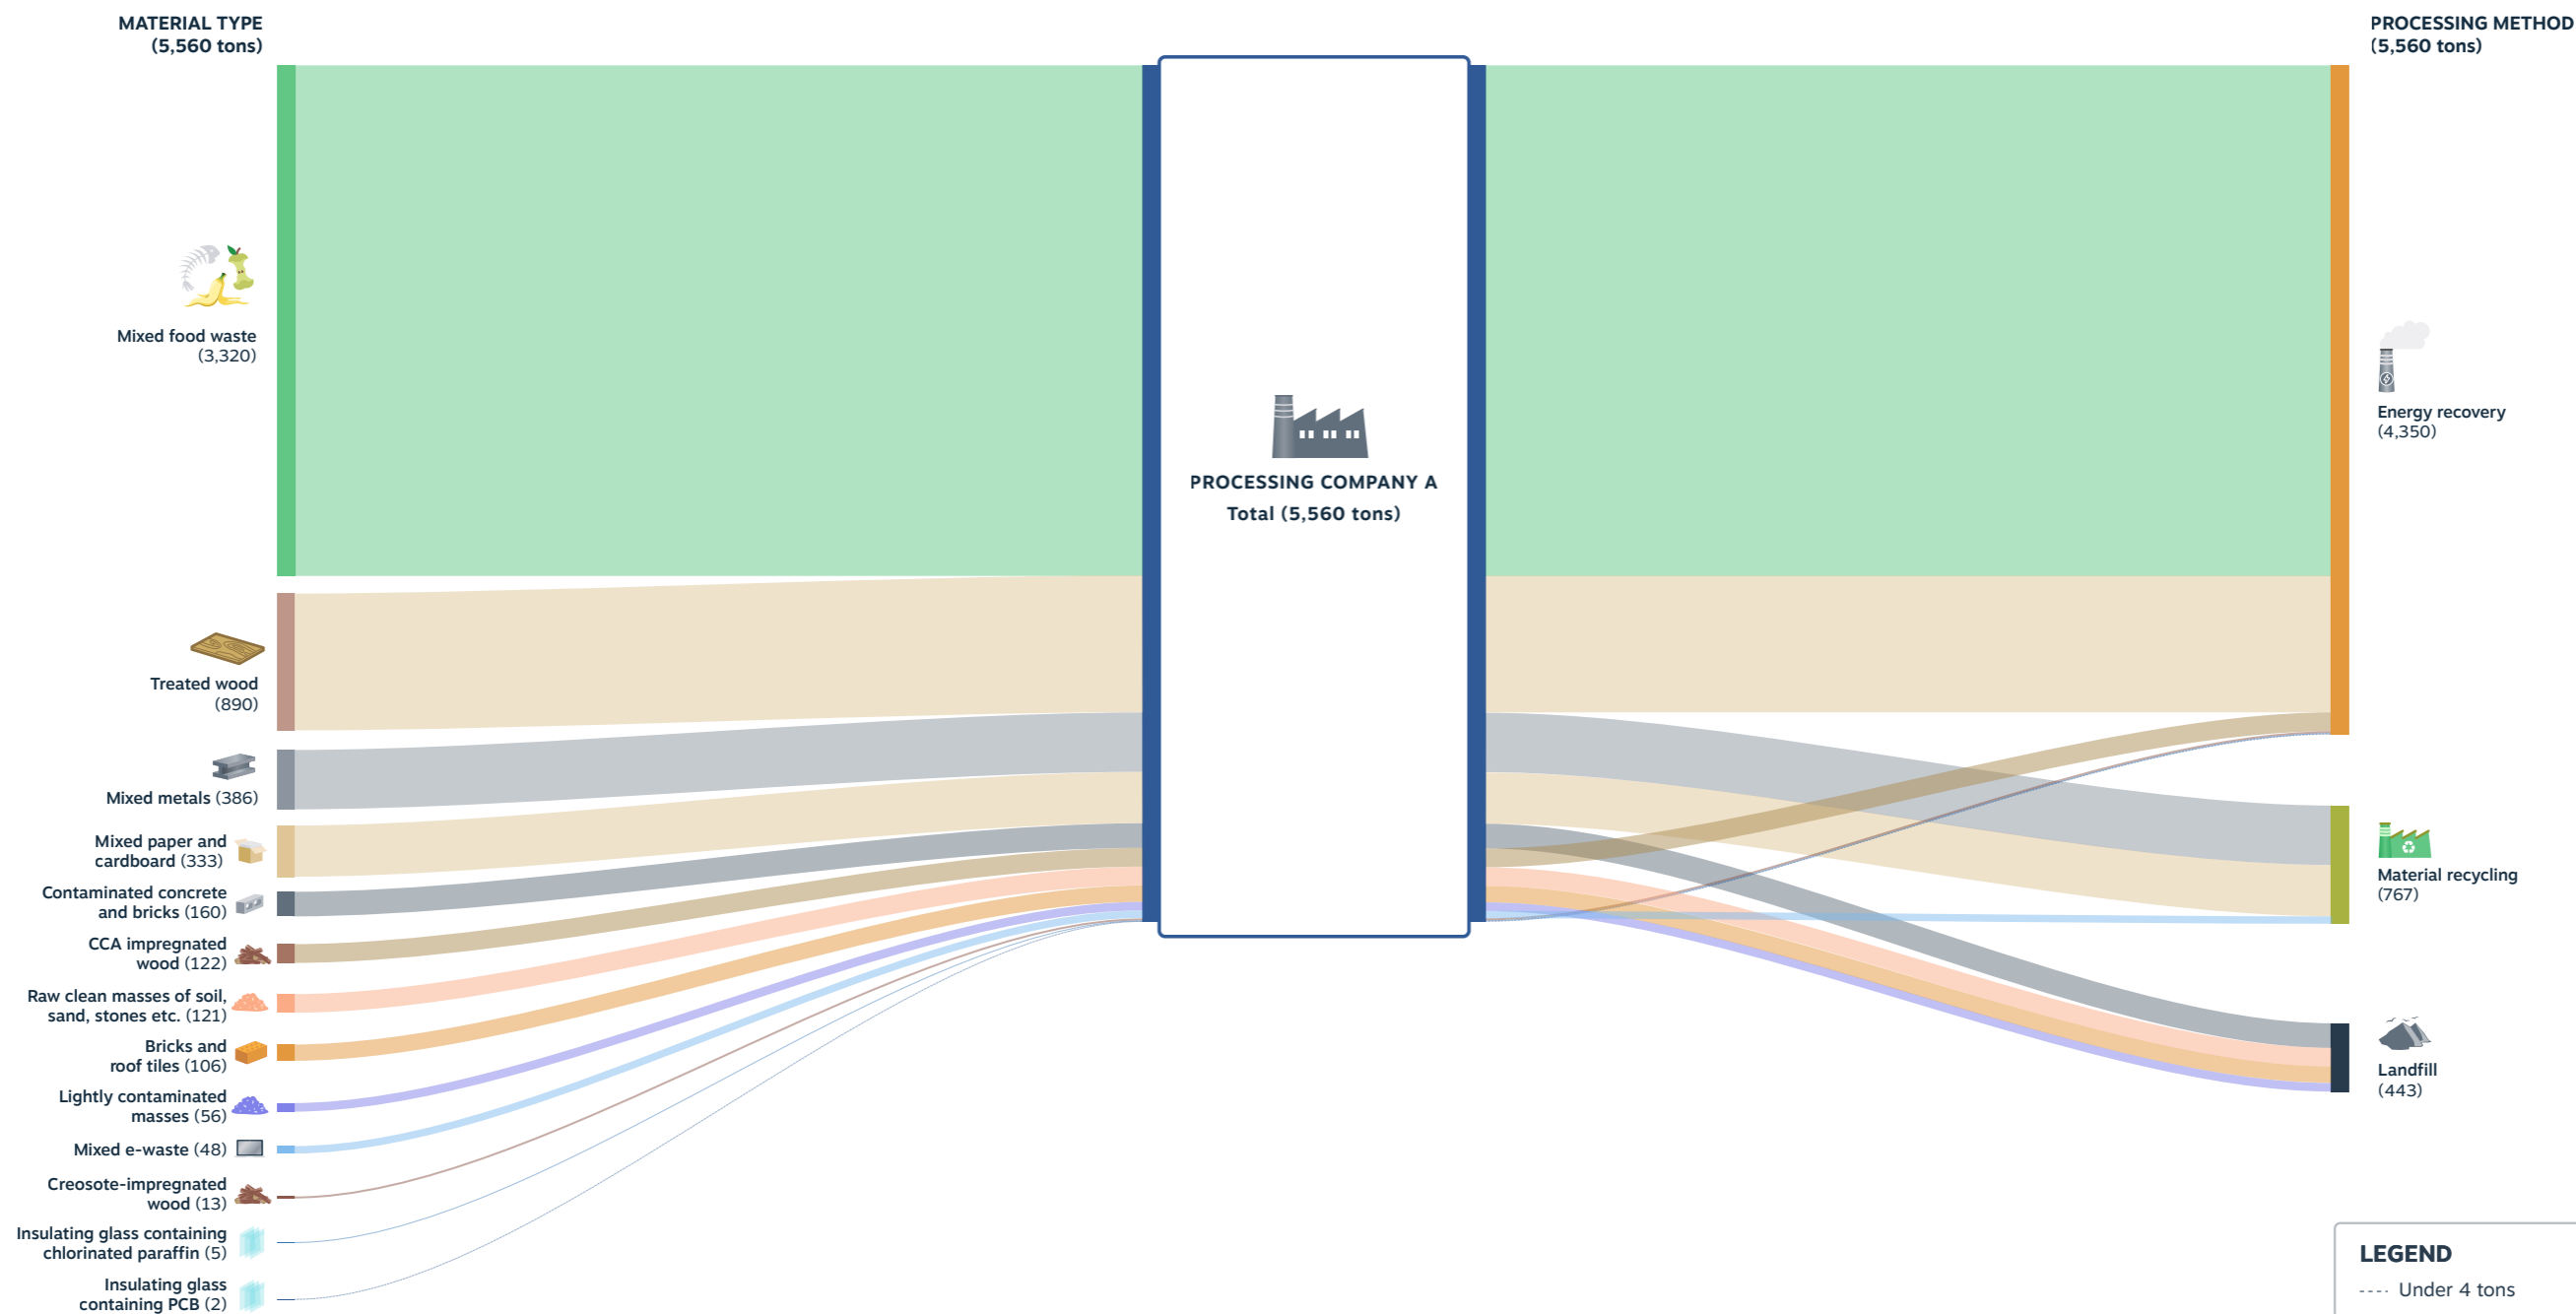 MATERIAL TYPE
(5,560 tons)
Mixed food waste
(3,320)
Treated wood
(890)
Mixed metals (386)
Mixed paper and
cardboard (333)
Contaminated concrete
and bricks (160)
CCA impregnated
wood (122)
Raw clean masses of soil,
sand, stones etc. (121)
Bricks and
roof tiles (106)
Lightly contaminated
masses (56)
Mixed e-waste (48)
Creosote-impregnated
wood (13)
Insulating glass containing
chlorinated paraffin (5)
Insulating glass
containing PCB (2)
PROCESSING COMPANY A
Total (5,560 tons)
PROCESSING METHOD
(5,560 tons)
Energy recovery
(4,350)
Material recycling
(767)
Landfill
(443)
LEGEND
Under 4 tons